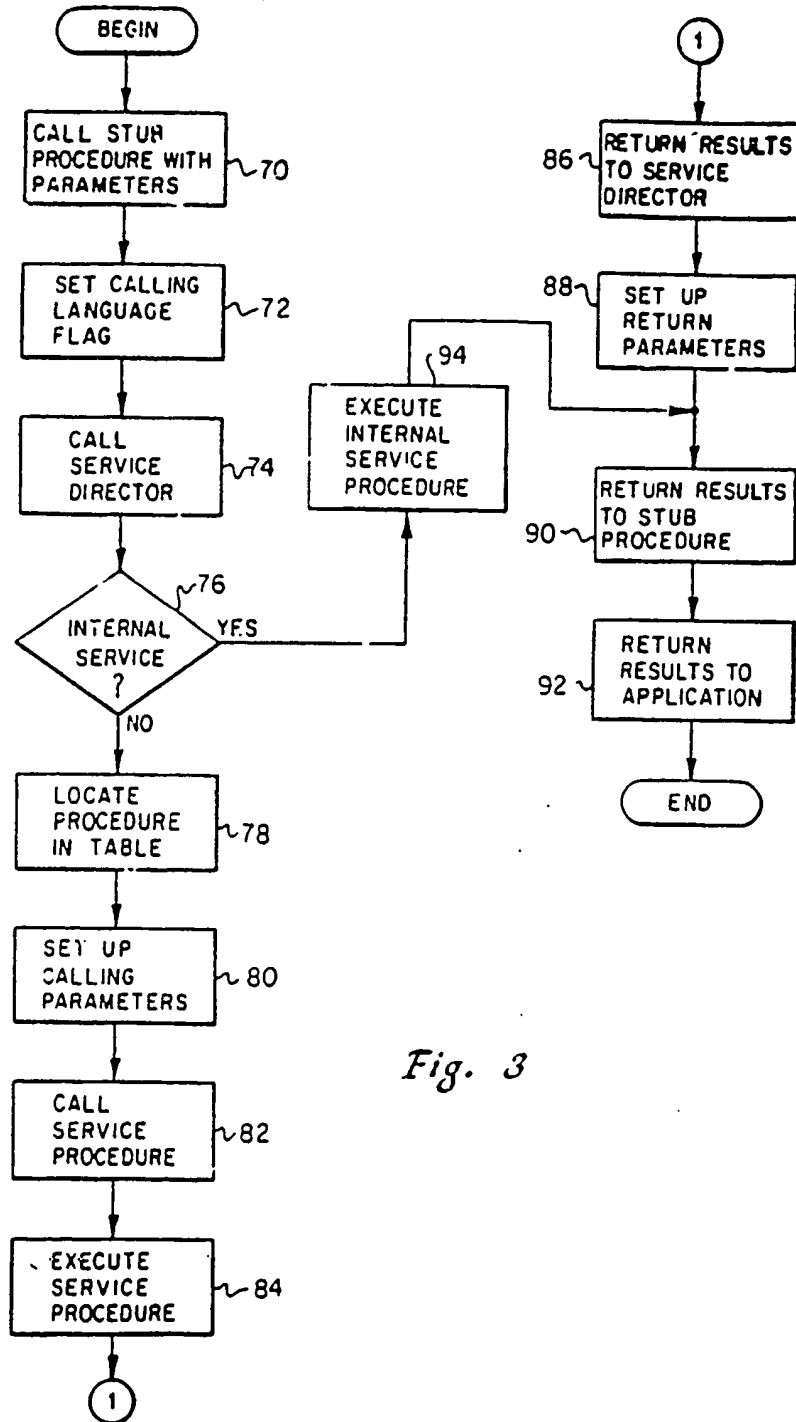 BEGIN
CALL STUB
PROCEDURE WITH
PARAMETERS
70
SET CALLING
LANGUAGE
FLAG
72
CALL
SERVICE
DIRECTOR
74
76
INTERNAL
SERVICE
?
YES
NO
94
EXECUTE
INTERNAL
SERVICE
PROCEDURE
LOCATE
PROCEDURE
IN TABLE
78
SET UP
CALLING
PARAMETERS
80
CALL
SERVICE
PROCEDURE
82
EXECUTE
SERVICE
PROCEDURE
84
1
1
RETURN RESULTS
TO SERVICE
DIRECTOR
86
88
SET UP
RETURN
PARAMETERS
RETURN RESULTS
TO STUB
PROCEDURE
90
RETURN
RESULTS TO
APPLICATION
92
END
Fig. 3